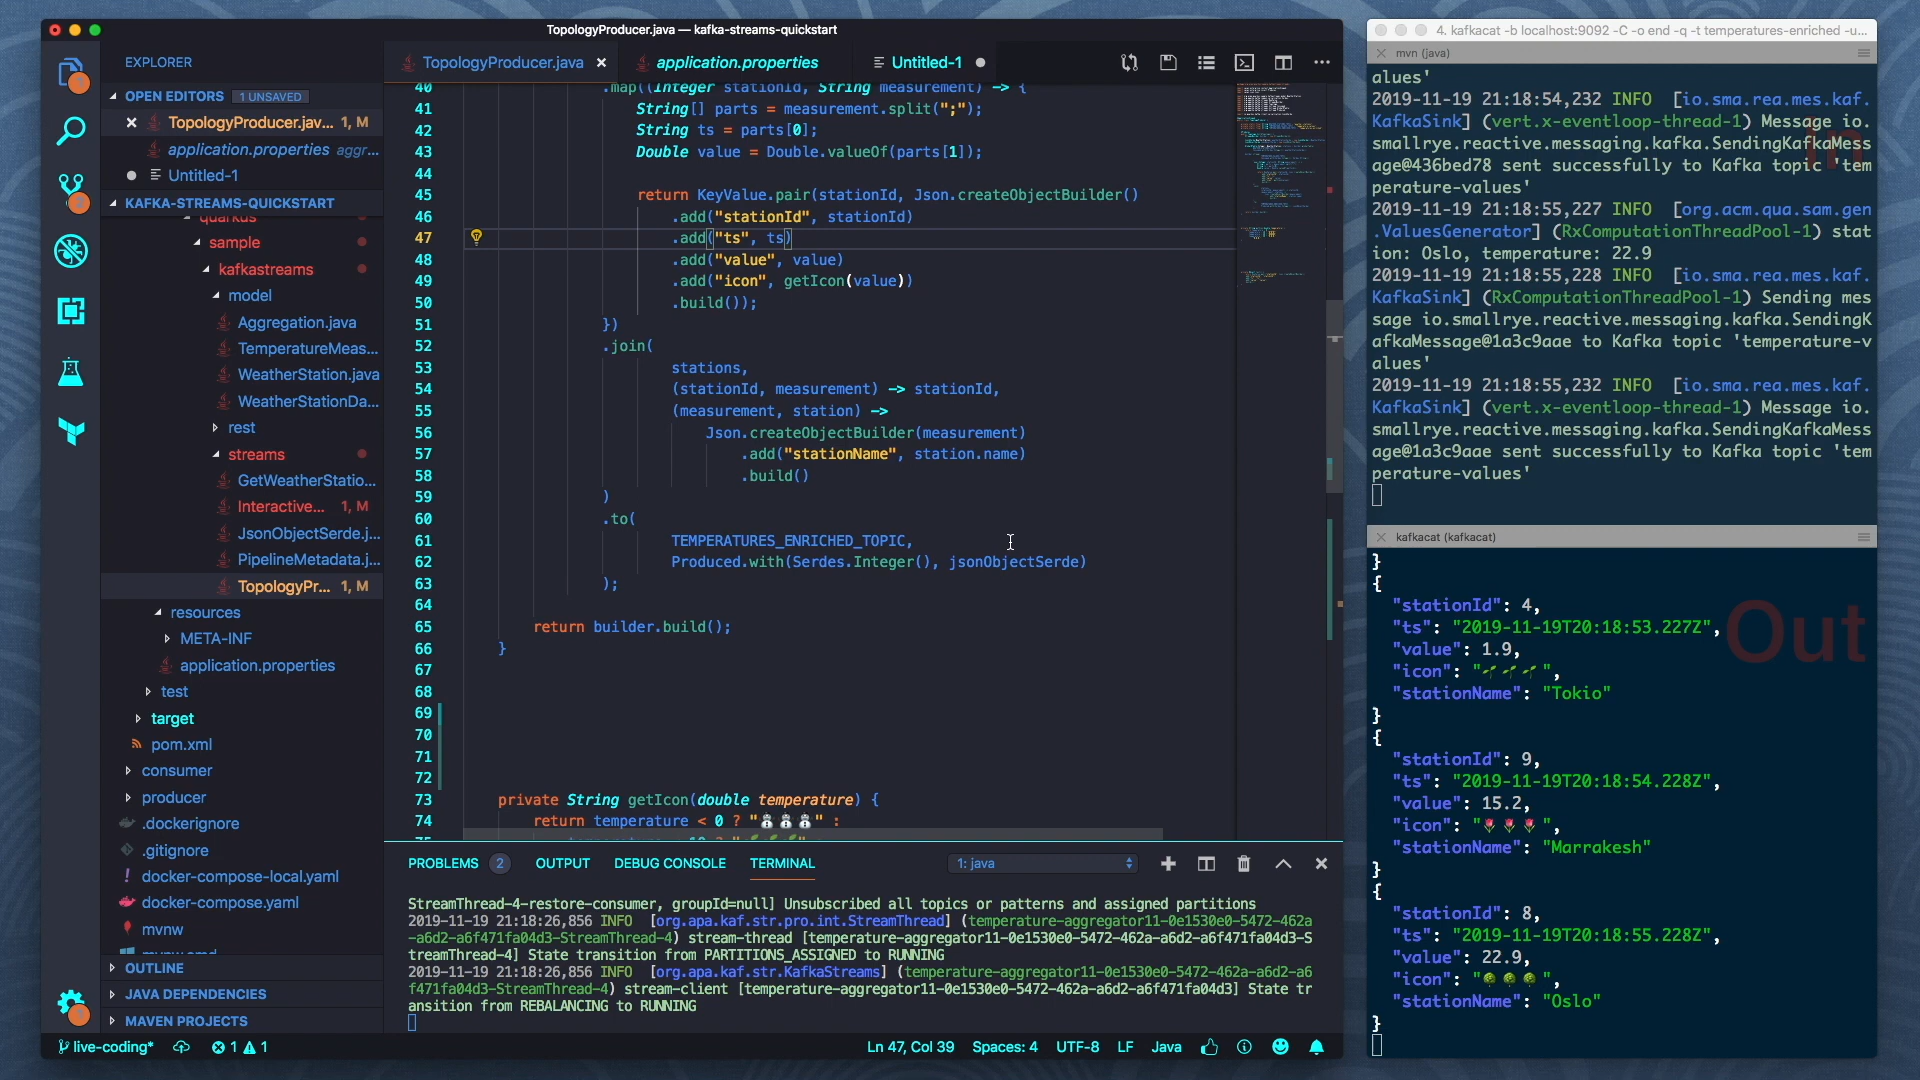 TopologyProducer.java — kafka-streams-quickstart
EXPLORER
OPEN EDITORS 1 UNSAVED
TopologyProducer.jav... 1, M
application.properties aggr...
Untitled-1
KAFKA-STREAMS-QUICKSTART
quarkus
sample
kafkastreams
model
Aggregation.java
TemperatureMeas...
WeatherStation.java
WeatherStationDa...
rest
streams
GetWeatherStatio...
Interactive... 1, M
JsonObjectSerde.j...
PipelineMetadata.j...
TopologyPr... 1, M
resources
META-INF
application.properties
test
target
pom.xml
consumer
producer
.dockerignore
.gitignore
docker-compose-local.yaml
docker-compose.yaml
mvnw
mvnw.cmd
OUTLINE
JAVA DEPENDENCIES
MAVEN PROJECTS
TopologyProducer.java
application.properties
Untitled-1
40 .map((Integer stationId, String measurement) -> {
41 String[] parts = measurement.split(";");
42 String ts = parts[0];
43 Double value = Double.valueOf(parts[1]);
44
45 return KeyValue.pair(stationId, Json.createObjectBuilder()
46 .add("stationId", stationId)
47 .add("ts", ts)
48 .add("value", value)
49 .add("icon", getIcon(value))
50 .build());
51 })
52 .join(
53 stations,
54 (stationId, measurement) -> stationId,
55 (measurement, station) ->
56 Json.createObjectBuilder(measurement)
57 .add("stationName", station.name)
58 .build()
59 )
60 .to(
61 TEMPERATURES_ENRICHED_TOPIC,
62 Produced.with(Serdes.Integer(), jsonObjectSerde)
63 );
64
65 return builder.build();
66 }
67
68
69
70
71
72
73 private String getIcon(double temperature) {
74 return temperature < 0 ? "⛄⛄⛄" :
PROBLEMS 2 OUTPUT DEBUG CONSOLE TERMINAL 1: java
StreamThread-4-restore-consumer, groupId=null] Unsubscribed all topics or patterns and assigned partitions
2019-11-19 21:18:26,856 INFO [org.apa.kaf.str.pro.int.StreamThread] (temperature-aggregator11-0e1530e0-5472-462a
-a6d2-a6f471fa04d3-StreamThread-4) stream-thread [temperature-aggregator11-0e1530e0-5472-462a-a6d2-a6f471fa04d3-S
treamThread-4] State transition from PARTITIONS_ASSIGNED to RUNNING
2019-11-19 21:18:26,856 INFO [org.apa.kaf.str.KafkaStreams] (temperature-aggregator11-0e1530e0-5472-462a-a6d2-a6
f471fa04d3-StreamThread-4) stream-client [temperature-aggregator11-0e1530e0-5472-462a-a6d2-a6f471fa04d3] State tr
ansition from REBALANCING to RUNNING
live-coding* 1 1 Ln 47, Col 39 Spaces: 4 UTF-8 LF Java
4. kafkacat -b localhost:9092 -C -o end -q -t temperatures-enriched -u...
mvn (java)
alues'
2019-11-19 21:18:54,232 INFO [io.sma.rea.mes.kaf.
KafkaSink] (vert.x-eventloop-thread-1) Message io.
smallrye.reactive.messaging.kafka.SendingKafkaMess
age@436bed78 sent successfully to Kafka topic 'tem
perature-values'
2019-11-19 21:18:55,227 INFO [org.acm.qua.sam.gen
.ValuesGenerator] (RxComputationThreadPool-1) stat
ion: Oslo, temperature: 22.9
2019-11-19 21:18:55,228 INFO [io.sma.rea.mes.kaf.
KafkaSink] (RxComputationThreadPool-1) Sending mes
sage io.smallrye.reactive.messaging.kafka.SendingK
afkaMessage@1a3c9aae to Kafka topic 'temperature-v
alues'
2019-11-19 21:18:55,232 INFO [io.sma.rea.mes.kaf.
KafkaSink] (vert.x-eventloop-thread-1) Message io.
smallrye.reactive.messaging.kafka.SendingKafkaMess
age@1a3c9aae sent successfully to Kafka topic 'tem
perature-values'
In
kafkacat (kafkacat)
}
{
"stationId": 4,
"ts": "2019-11-19T20:18:53.227Z",
"value": 1.9,
"icon": "🌱🌱🌱",
"stationName": "Tokio"
}
{
"stationId": 9,
"ts": "2019-11-19T20:18:54.228Z",
"value": 15.2,
"icon": "🌷🌷🌷",
"stationName": "Marrakesh"
}
{
"stationId": 8,
"ts": "2019-11-19T20:18:55.228Z",
"value": 22.9,
"icon": "🌳🌳🌳",
"stationName": "Oslo"
}
Out